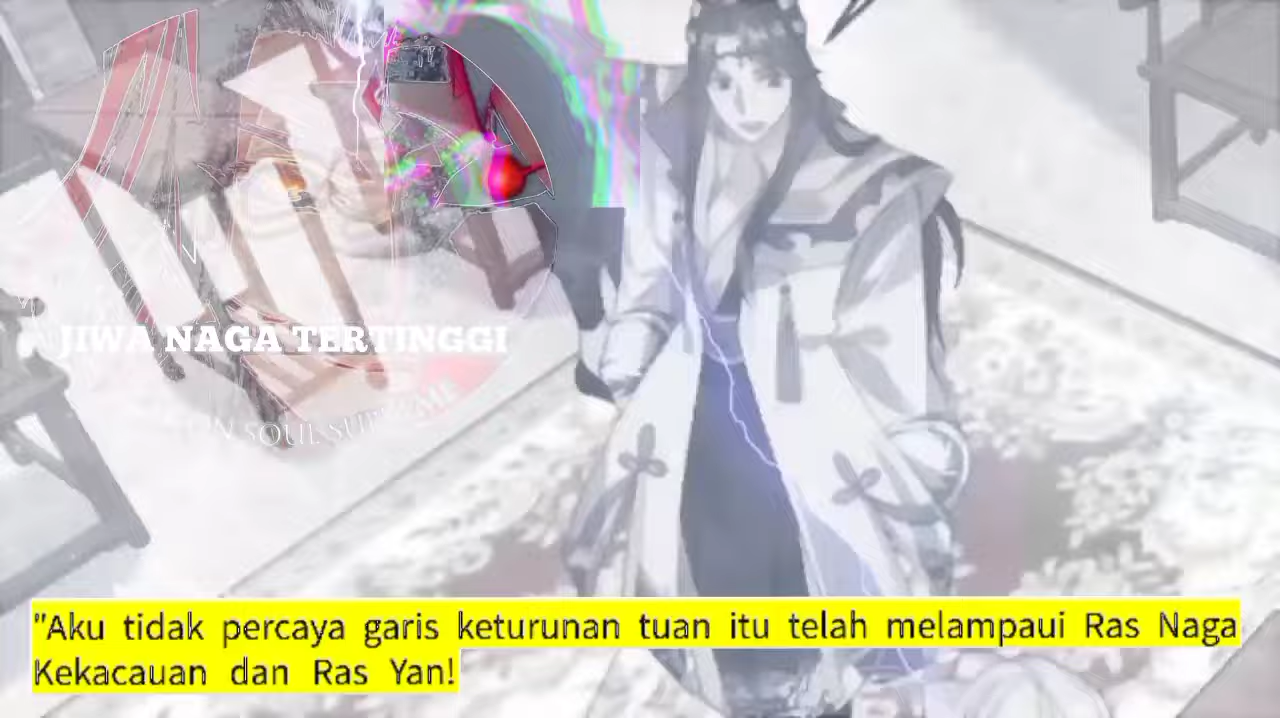 JIWA NAGA TERTINGGI
"Aku tidak percaya garis keturunan tuan itu telah melampaui Ras Naga
Kekacauan dan Ras Yan!